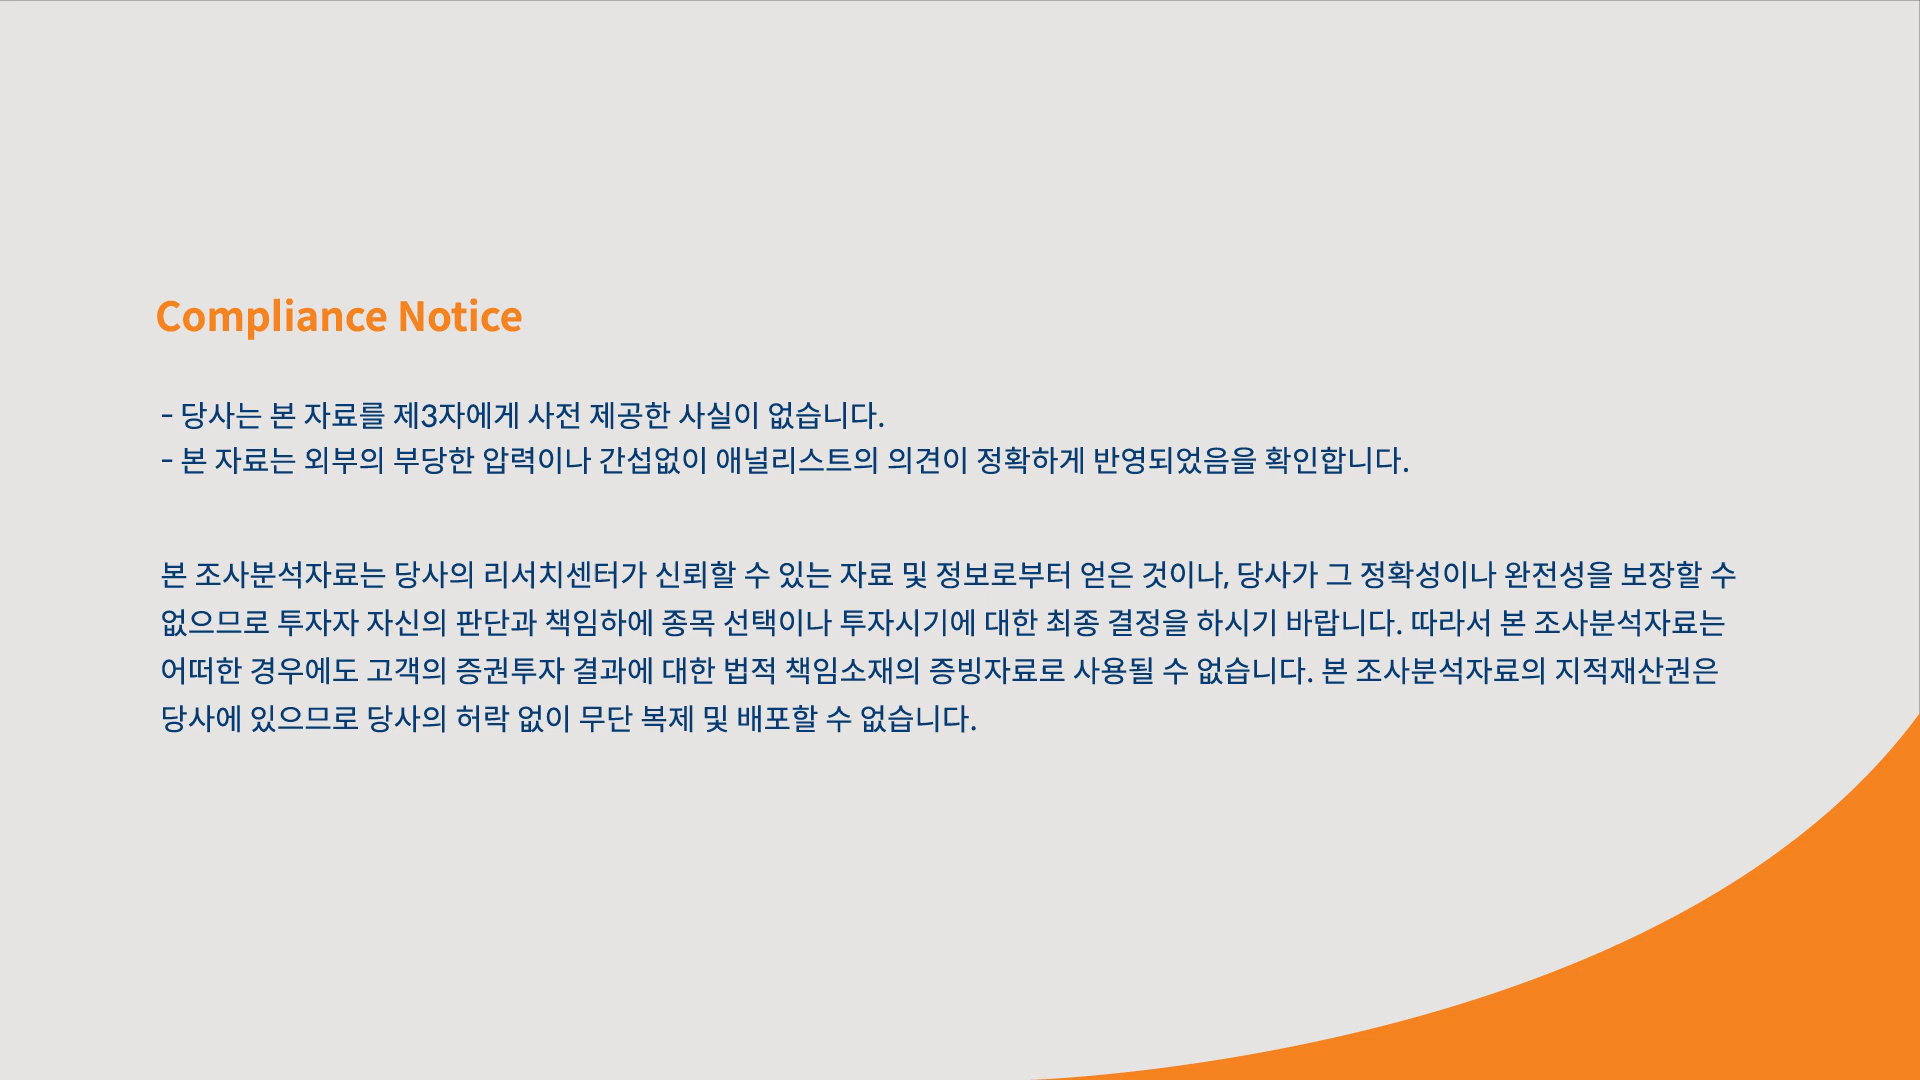 Compliance Notice
- 당사는 본 자료를 제3자에게 사전 제공한 사실이 없습니다.
- 본 자료는 외부의 부당한 압력이나 간섭없이 애널리스트의 의견이 정확하게 반영되었음을 확인합니다.
본 조사분석자료는 당사의 리서치센터가 신뢰할 수 있는 자료 및 정보로부터 얻은 것이나, 당사가 그 정확성이나 완전성을 보장할 수
없으므로 투자자 자신의 판단과 책임하에 종목 선택이나 투자시기에 대한 최종 결정을 하시기 바랍니다. 따라서 본 조사분석자료는
어떠한 경우에도 고객의 증권투자 결과에 대한 법적 책임소재의 증빙자료로 사용될 수 없습니다. 본 조사분석자료의 지적재산권은
당사에 있으므로 당사의 허락 없이 무단 복제 및 배포할 수 없습니다.